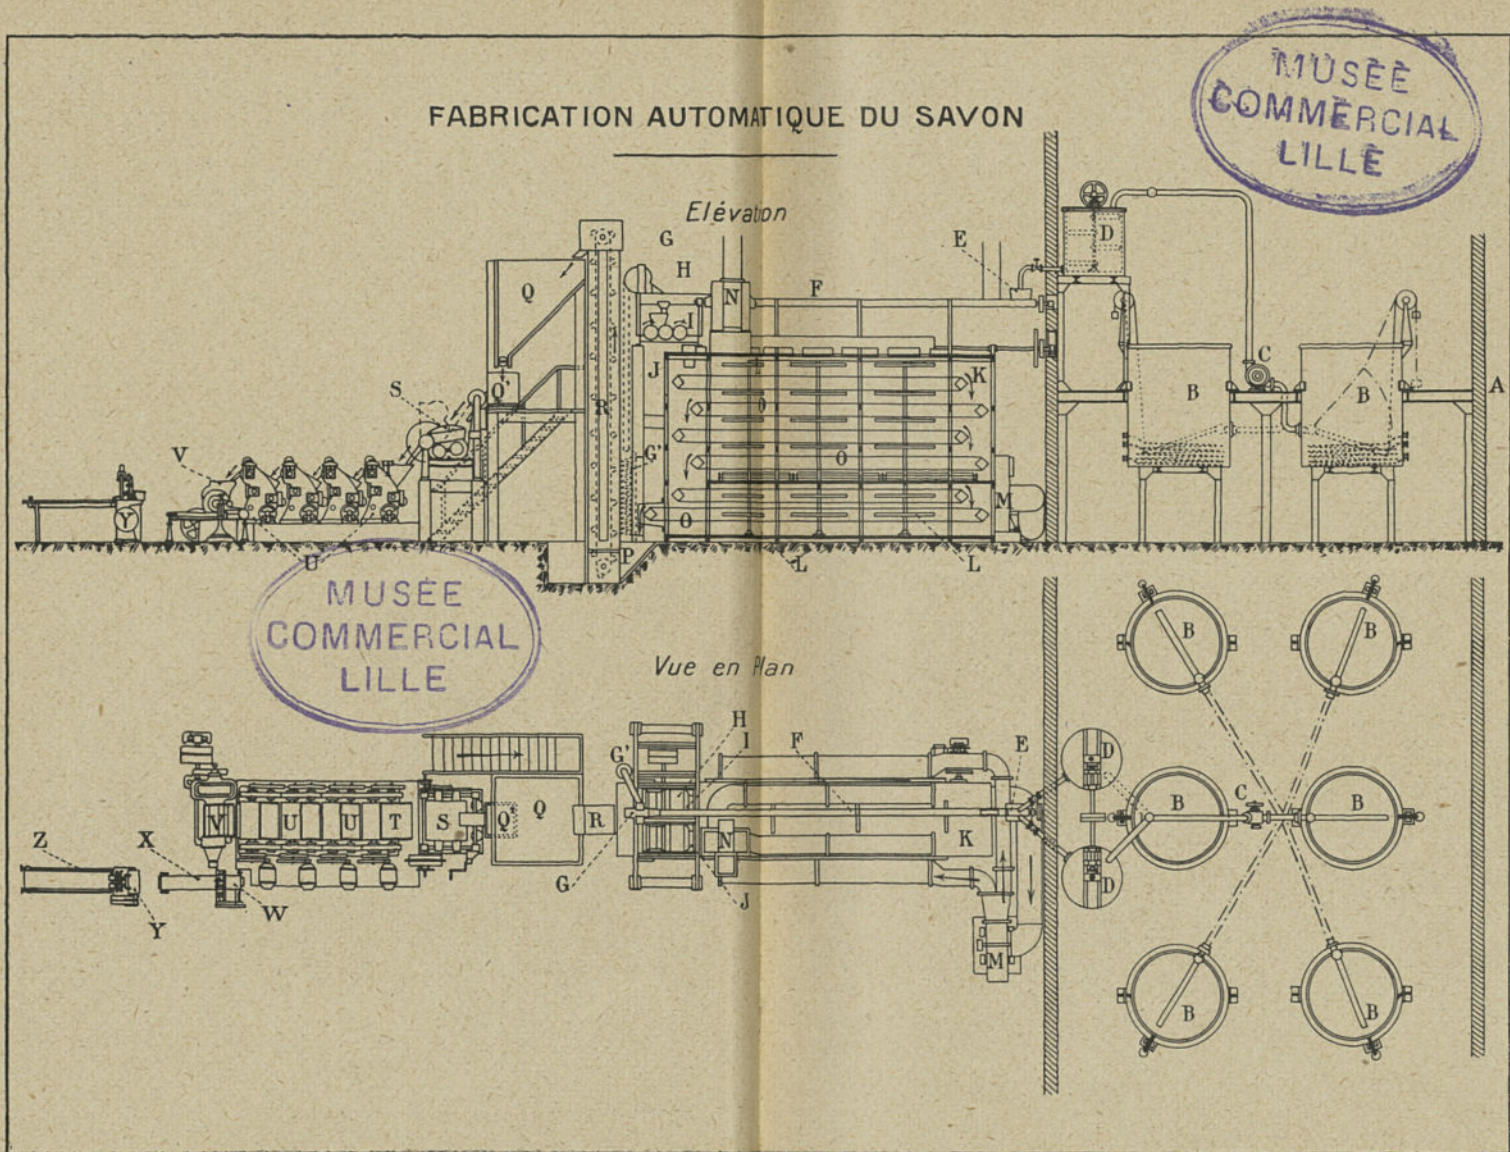 MUSÉE
COMMERCIAL
LILLE
FABRICATION AUTOMATIQUE DU SAVON
Elévation
G
E
D
H
Q
N
F
I
C
J
K
S
Q'
B
B
A
R
O
V
T
G'
O
M
Y
O
U
P
L
L
MUSÉE
COMMERCIAL
LILLE
Vue en Plan
B
B
H
I
F
E
D
G'
C
B
B
V
U
U
T
S
Q'
Q
R
N
K
Z
X
G
D
J
W
Y
M
B
B